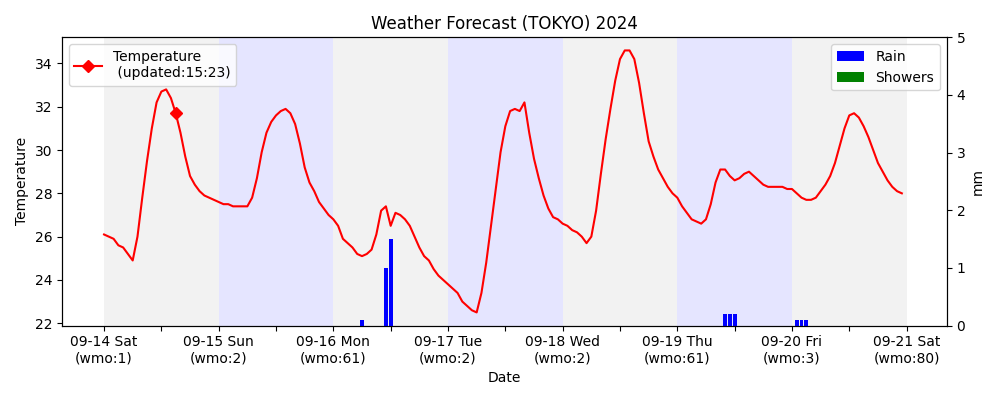 Weather Forecast (TOKYO) 2024
Temperature
(updated:15:23)
Rain
Showers
Temperature
34
32
30
28
26
24
22
5
4
3
2
1
0
mm
09-14 Sat
(wmo:1)
09-15 Sun
(wmo:2)
09-16 Mon
(wmo:61)
09-17 Tue
(wmo:2)
09-18 Wed
(wmo:2)
09-19 Thu
(wmo:61)
09-20 Fri
(wmo:3)
09-21 Sat
(wmo:80)
Date